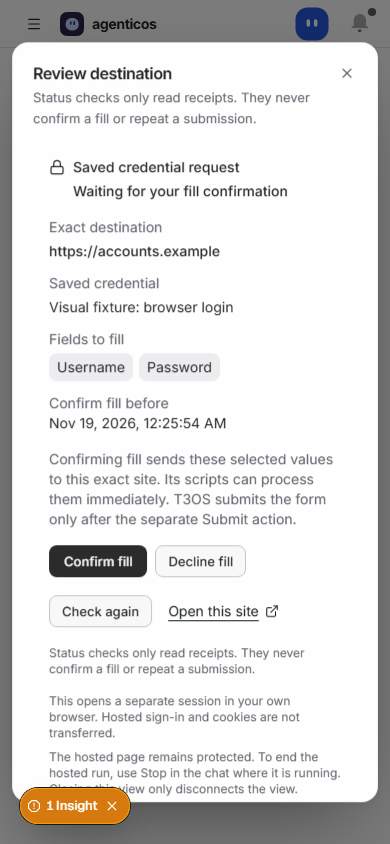 agenticos
Review destination
Status checks only read receipts. They never
confirm a fill or repeat a submission.
Saved credential request
Waiting for your fill confirmation
Exact destination
https://accounts.example
Saved credential
Visual fixture: browser login
Fields to fill
Username Password
Confirm fill before
Nov 19, 2026, 12:25:54 AM
Confirming fill sends these selected values
to this exact site. Its scripts can process
them immediately. T3OS submits the form
only after the separate Submit action.
Confirm fill Decline fill
Check again Open this site
Status checks only read receipts. They never
confirm a fill or repeat a submission.
This opens a separate session in your own
browser. Hosted sign-in and cookies are not
transferred.
The hosted page remains protected. To end the
hosted run, use Stop in the chat where it is running.
Closing this view only disconnects the view.
1 Insight